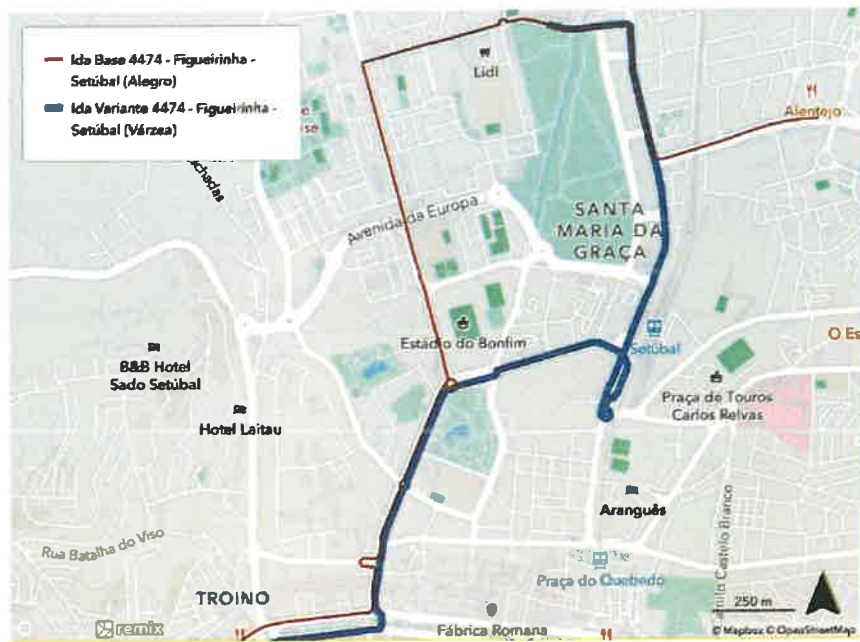 Ida Base 4474 - Figueirinha -
Setúbal (Alegro)
Ida Variante 4474 - Figueirinha -
Setúbal (Várzea)
Lidl
Alentejo
Avenida da Europa
SANTA
MARIA DA
GRAÇA
Estádio do Bonfim
Setúbal
O Es
B&B Hotel
Sado Setúbal
Praça de Touros
Carlos Relvas
Hotel Laitau
Aranguês
Rua Batalha do Viso
Praça do Quebedo
Castelo Branco
TROINO
250 m
remix
Fábrica Romana
© Mapbox © OpenStreetMap